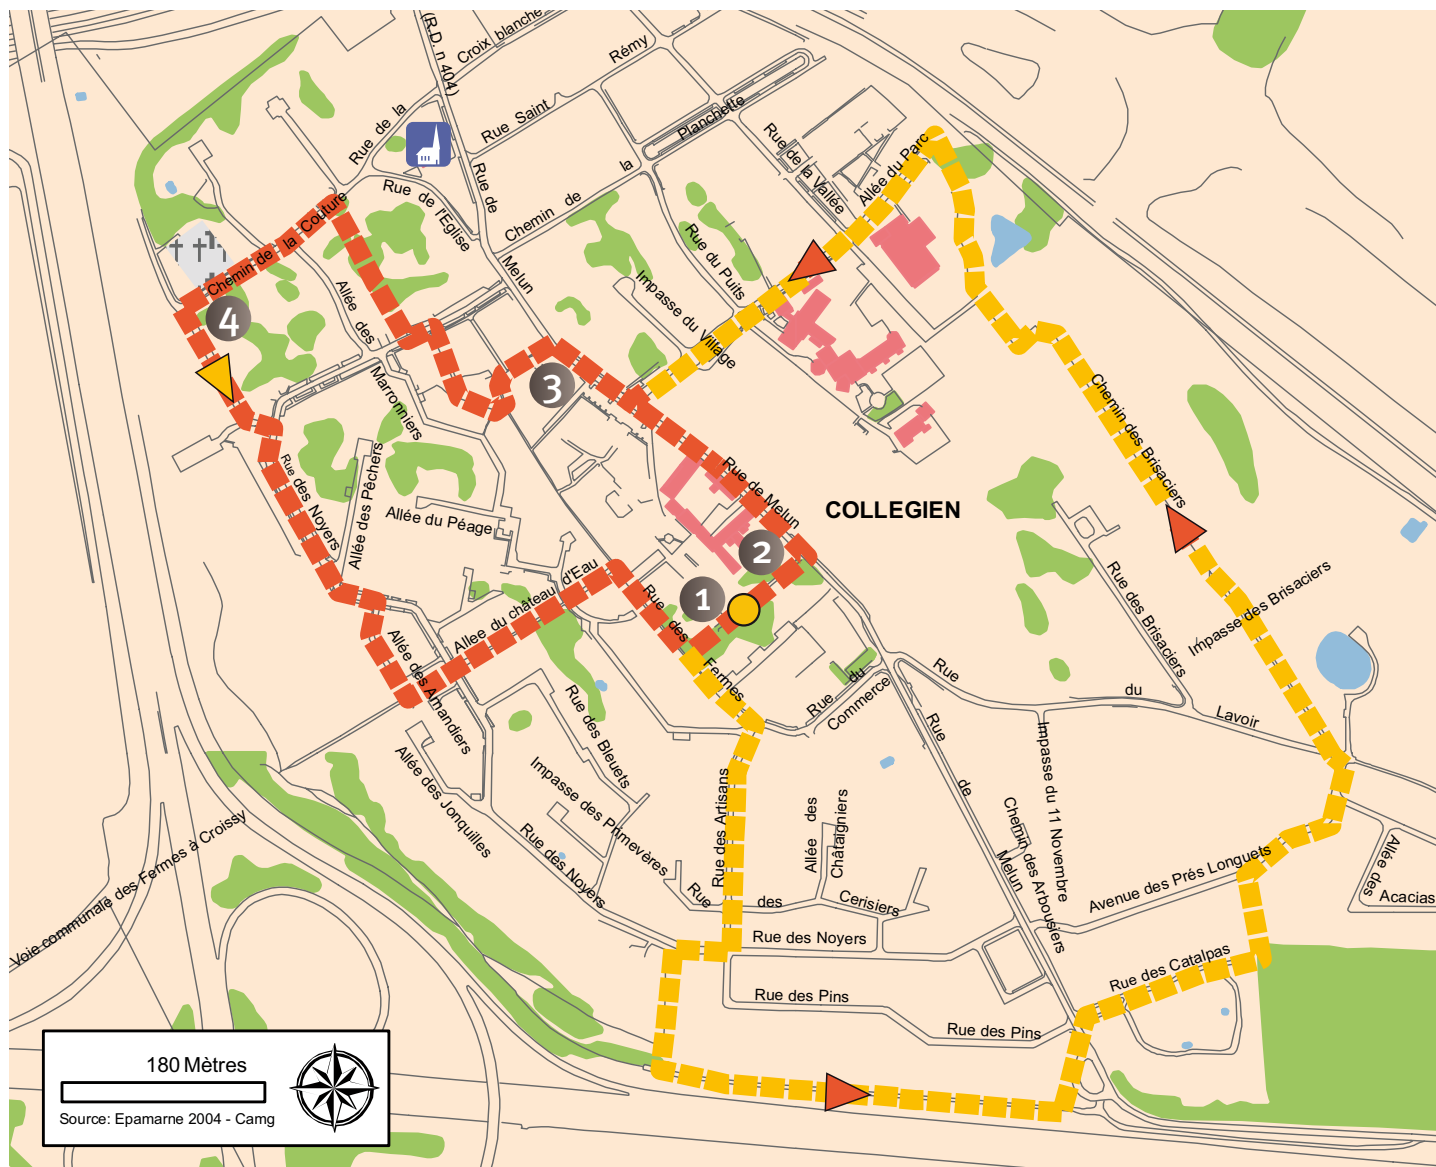 (R.D. n 404)
Croix blanche
Rue de la
Rémy
Rue Saint
Planchette
Rue de la Vallée
Allée du Parc
Rue de l'Eglise
Rue de
Chemin de la
Melun
Rue du Puits
Impasse du Village
Chemin de la Couture
4
Allée des
Marronniers
3
Chemin des Brisaciers
Rue de Melun
COLLEGIEN
Rue des Noyers
Allée des Pêchers
Allée du Péage
2
1
Allee du château d'Eau
Rue des
Fermes
Rue des Brisaciers
Impasse des Brisaciers
Allée des Amandiers
Rue du
Commerce
Rue
du
Lavoir
Rue des Bleuets
Impasse des Primevères
Allée des Jonquilles
Rue des Noyers
Rue des Artisans
Allée des
Châtaigniers
Rue
de
Melun
Impasse du 11 Novembre
Chemin des Arbousiers
Avenue des Prés Longuets
Allée des
Acacias
Rue
des
Cerisiers
Rue des Noyers
Rue des Catalpas
Rue des Pins
Rue des Pins
Voie communale des Fermes à Croissy
180 Mètres
Source: Epamarne 2004 - Camg